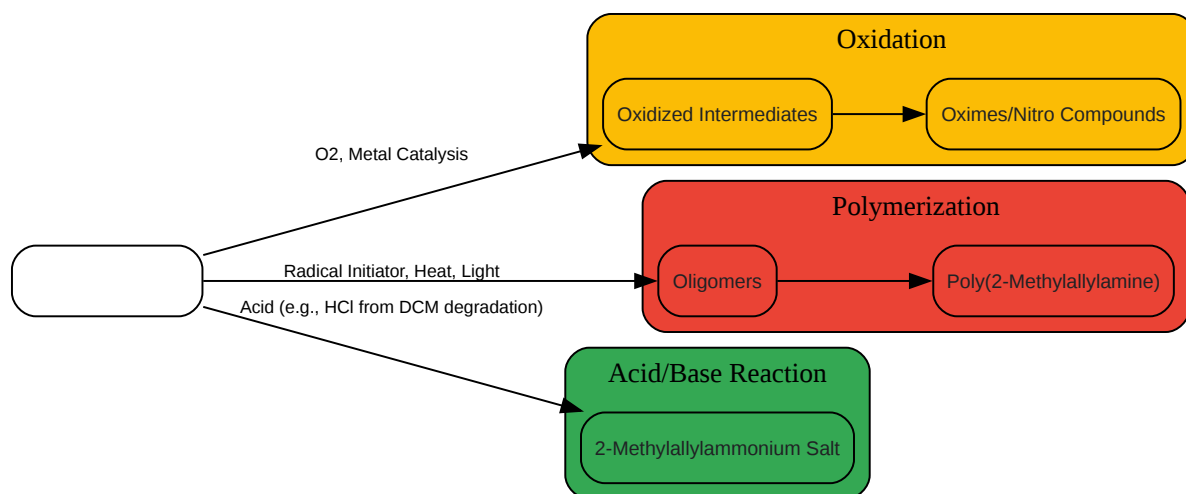 Oxidation
Oxidized Intermediates
Oximes/Nitro Compounds
O2, Metal Catalysis
Polymerization
Radical Initiator, Heat, Light
Oligomers
Poly(2-Methylallylamine)
Acid (e.g., HCl from DCM degradation)
Acid/Base Reaction
2-Methylallylammonium Salt